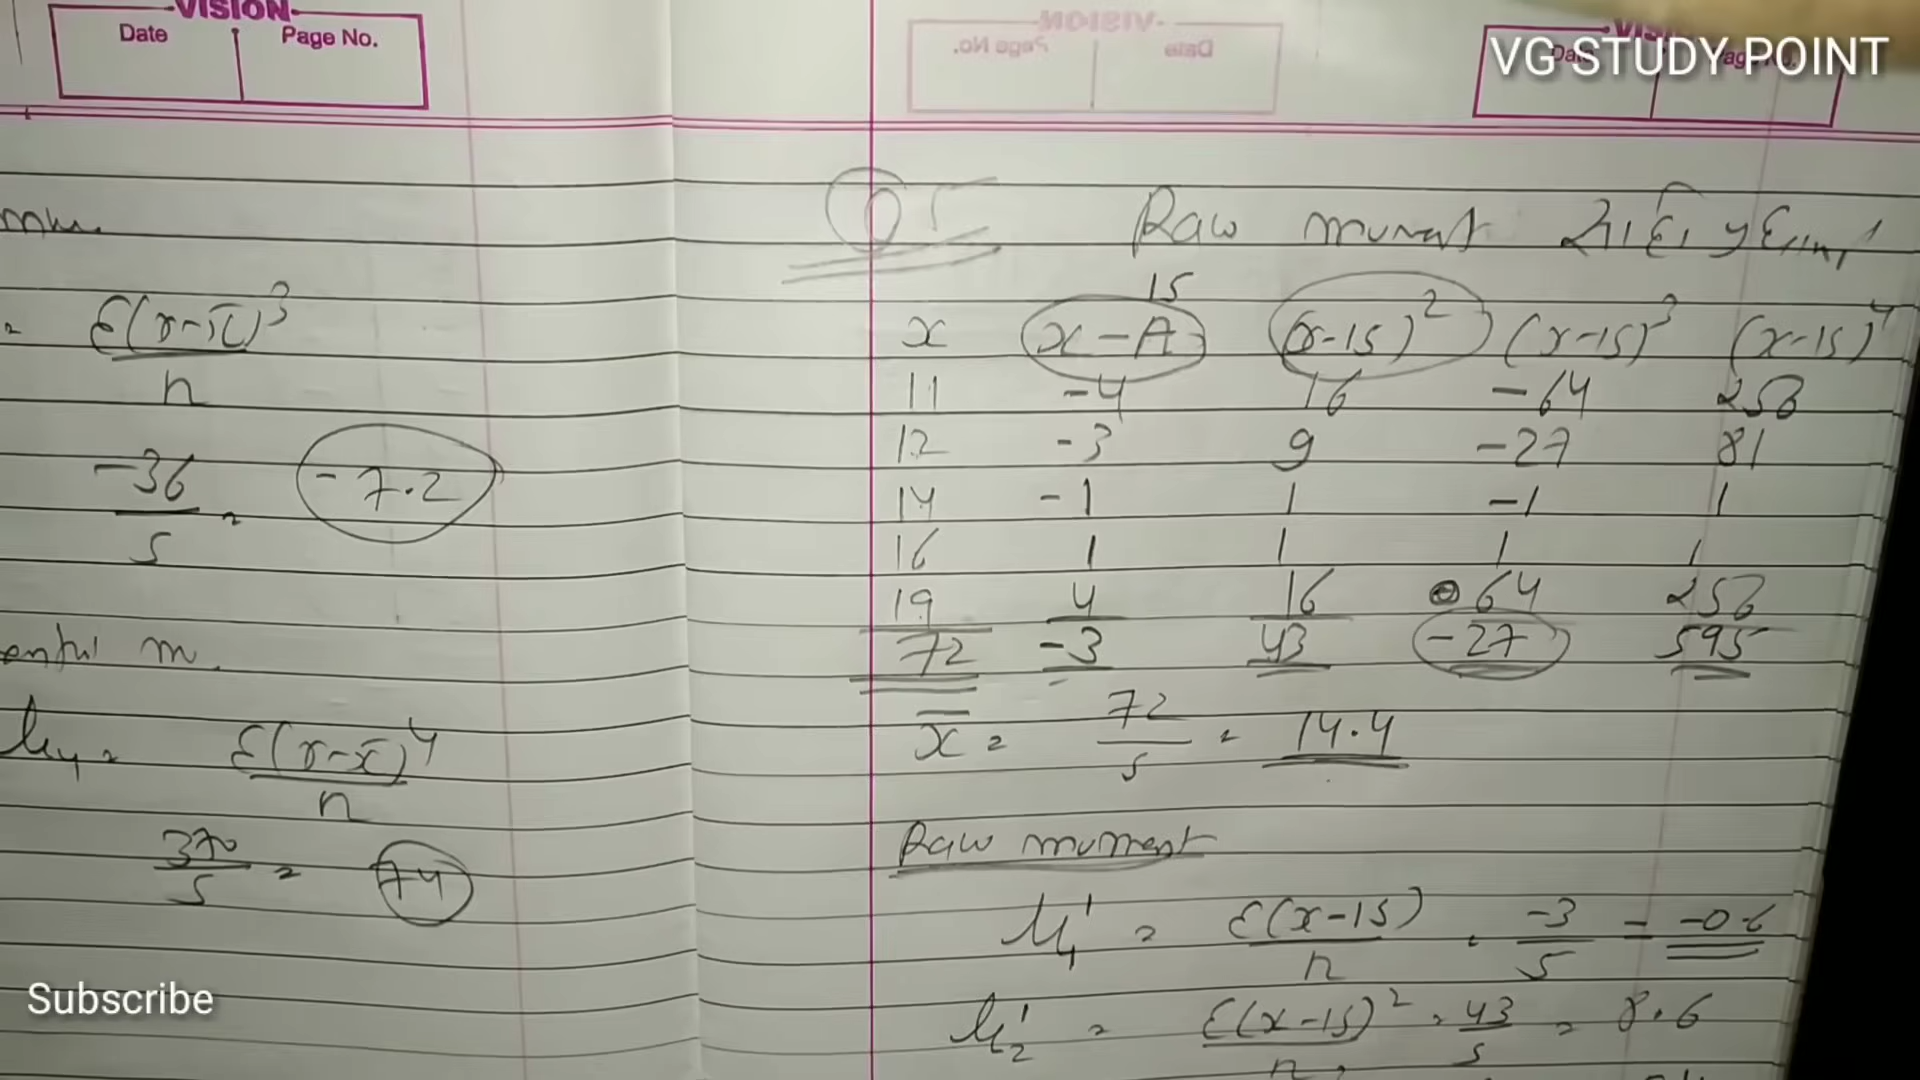 VISION
Date Page No.
VG STUDY POINT
= Σ(x-x̄)³
n
-36
5 = -7.2
μ₄ = Σ(x-x̄)⁴
n
370
5 = 74
Subscribe
Raw moment
15
x x-A (x-15)² (x-15)³ (x-15)⁴
11 -4 16 -64 256
12 -3 9 -27 81
14 -1 1 -1 1
16 1 1 1 1
19 4 16 64 256
72 -3 43 -27 595
x̄ = 72/5 = 14.4
Raw moment
μ₁' = Σ(x-15)/n = -3/5 = -0.6
μ₂' = Σ(x-15)²/n = 43/5 = 8.6